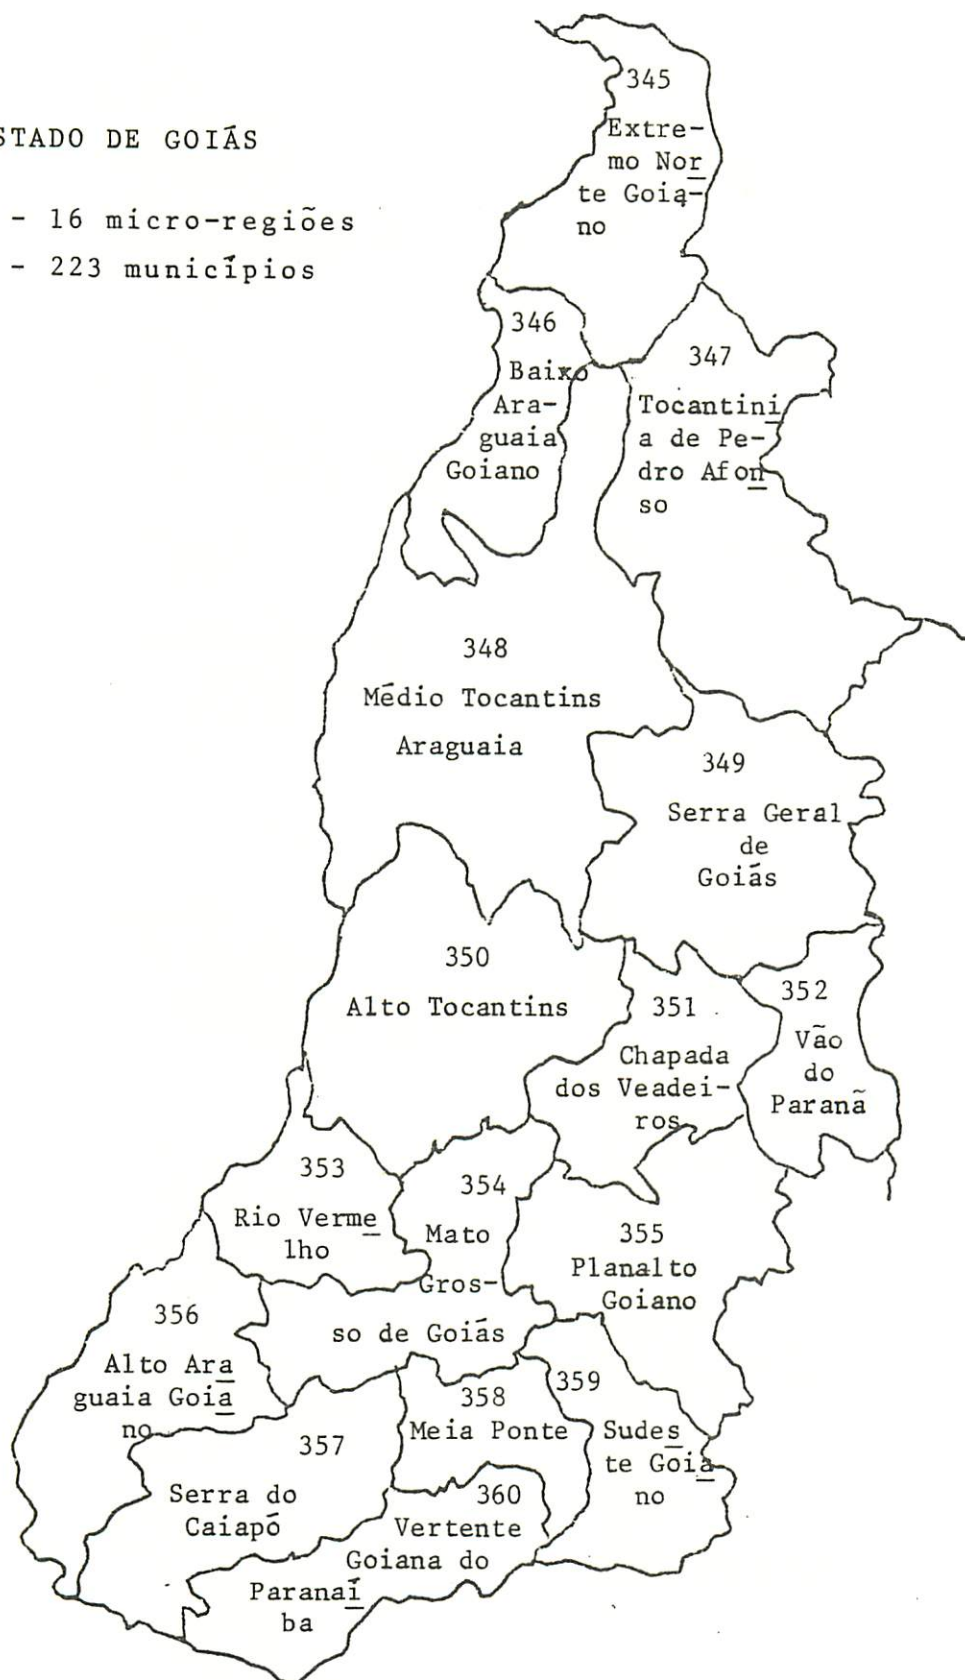 STADO DE GOIÁS
- 16 micro-regiões
- 223 municípios
345
Extre-
mo Nor
te Goia-
no
346
Baixo
Ara-
guaia
Goiano
347
Tocantini
a de Pe-
dro Afon
so
348
Médio Tocantins
Araguaia
349
Serra Geral
de
Goiás
350
Alto Tocantins
351
Chapada
dos Veadei-
ros
352
Vão
do
Paranã
353
Rio Verme
lho
354
Mato
Gros-
so de Goiás
355
Planalto
Goiano
356
Alto Ara
guaia Goia
no
357
Serra do
Caiapó
358
Meia Ponte
359
Sudes
te Goia
no
360
Vertente
Goiana do
Paranaí
ba